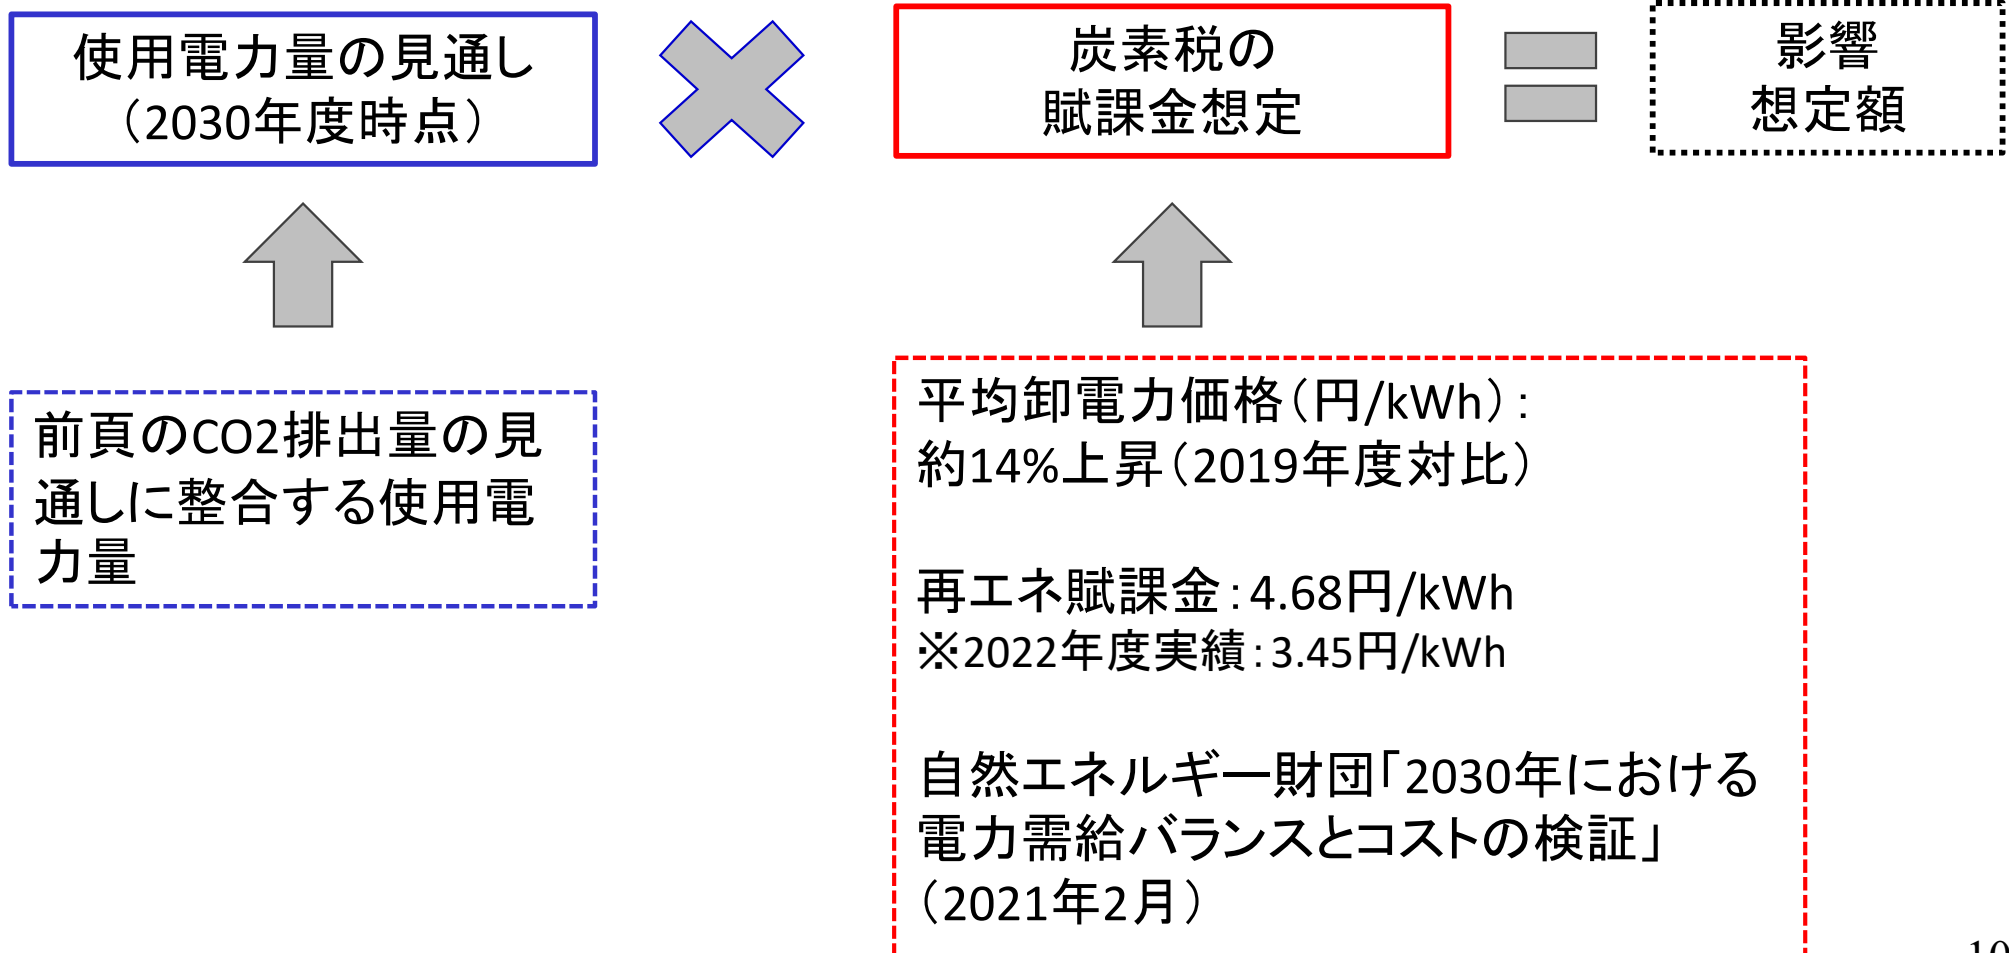 使用電力量の見通し
（2030年度時点）
炭素税の
賦課金想定
影響
想定額
前頁のCO2排出量の見
通しに整合する使用電
力量
平均卸電力価格（円/kWh）：
約14%上昇（2019年度対比）
再エネ賦課金：4.68円/kWh
※2022年度実績：3.45円/kWh
自然エネルギー財団「2030年における
電力需給バランスとコストの検証」
（2021年2月）
10